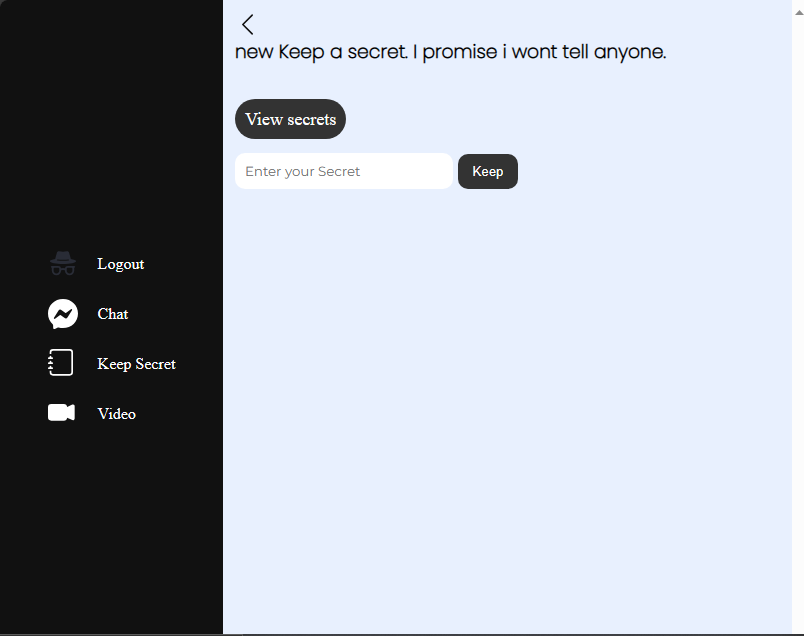 new Keep a secret. I promise i wont tell anyone.
View secrets
Enter your Secret
Keep
Logout
Chat
Keep Secret
Video